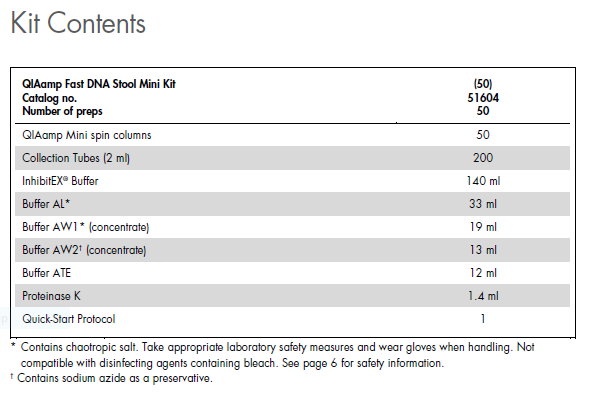 Kit Contents
QIAamp Fast DNA Stool Mini Kit (50)
Catalog no. 51604
Number of preps 50
QIAamp Mini spin columns 50
Collection Tubes (2 ml) 200
InhibitEX® Buffer 140 ml
Buffer AL* 33 ml
Buffer AW1* (concentrate) 19 ml
Buffer AW2† (concentrate) 13 ml
Buffer ATE 12 ml
Proteinase K 1.4 ml
Quick-Start Protocol 1
* Contains chaotropic salt. Take appropriate laboratory safety measures and wear gloves when handling. Not
compatible with disinfecting agents containing bleach. See page 6 for safety information.
† Contains sodium azide as a preservative.